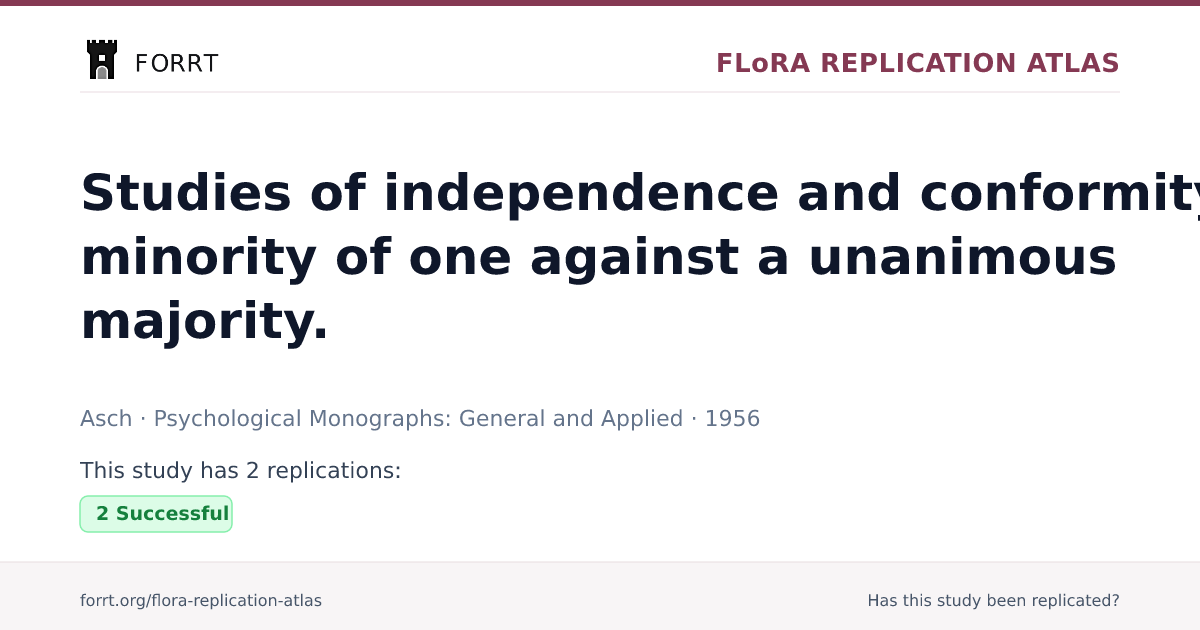 FORRT
FLoRA REPLICATION ATLAS
Studies of independence and conformity
minority of one against a unanimous
majority.
Asch · Psychological Monographs: General and Applied · 1956
This study has 2 replications:
2 Successful
forrt.org/flora-replication-atlas
Has this study been replicated?